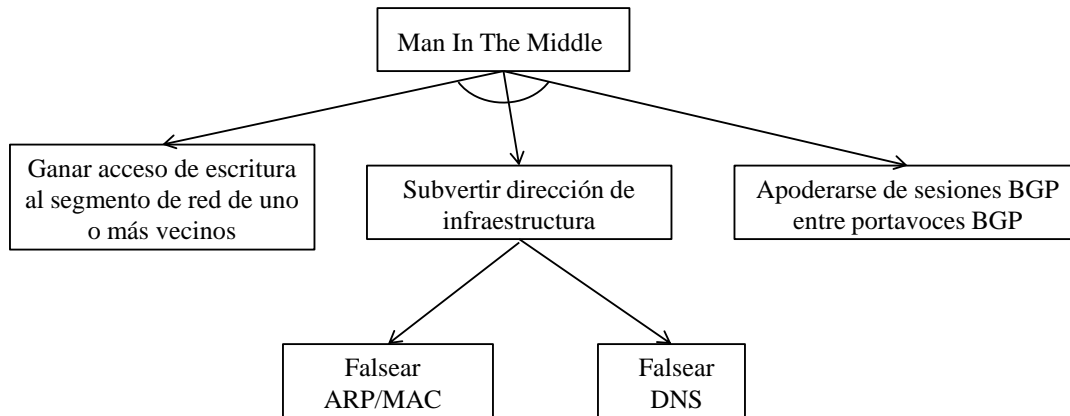 Man In The Middle
Ganar acceso de escritura
al segmento de red de uno
o más vecinos
Subvertir dirección de
infraestructura
Apoderarse de sesiones BGP
entre portavoces BGP
Falsear
ARP/MAC
Falsear
DNS